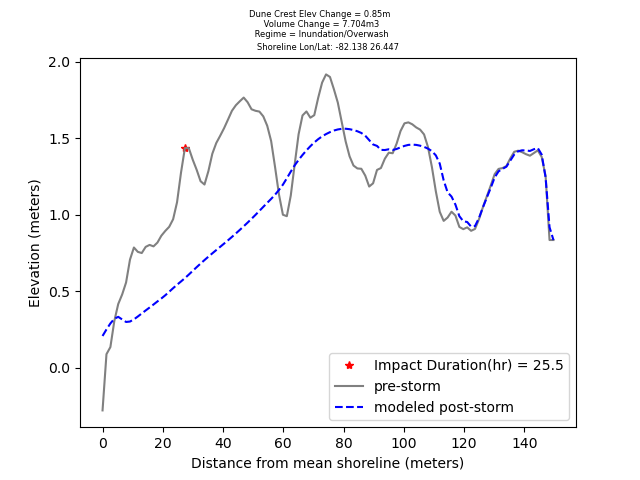 Dune Crest Elev Change = 0.85m
Volume Change = 7.704m3
Regime = Inundation/Overwash
Shoreline Lon/Lat: -82.138 26.447
2.0
1.5
1.0
0.5
0.0
Elevation (meters)
Impact Duration(hr) = 25.5
pre-storm
modeled post-storm
0 20 40 60 80 100 120 140
Distance from mean shoreline (meters)